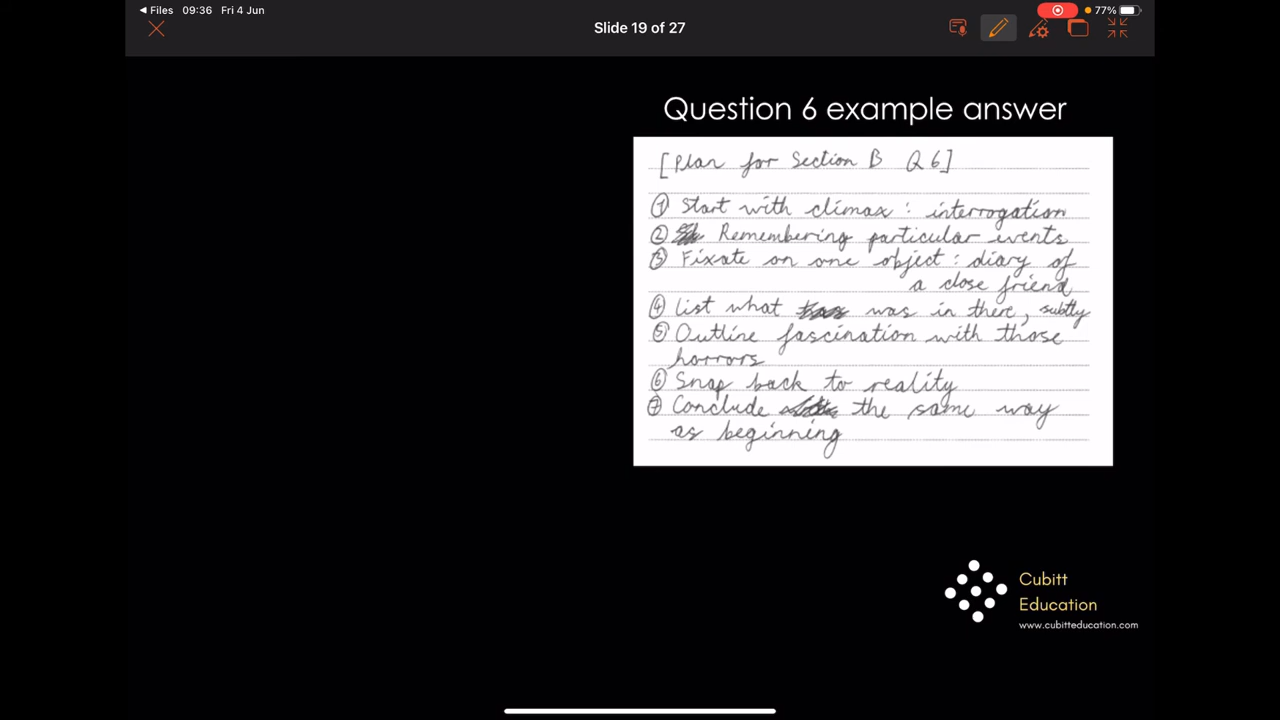 Files 09:36 Fri 4 Jun
77%
Slide 19 of 27
Question 6 example answer
[Plan for Section B Q6]
① Start with climax : interrogation
② Remembering particular events
③ Fixate on one object : diary of
a close friend
④ List what was in there, subtly
⑤ Outline fascination with those
horrors
⑥ Snap back to reality
⑦ Conclude the same way
as beginning
Cubitt
Education
www.cubitteducation.com